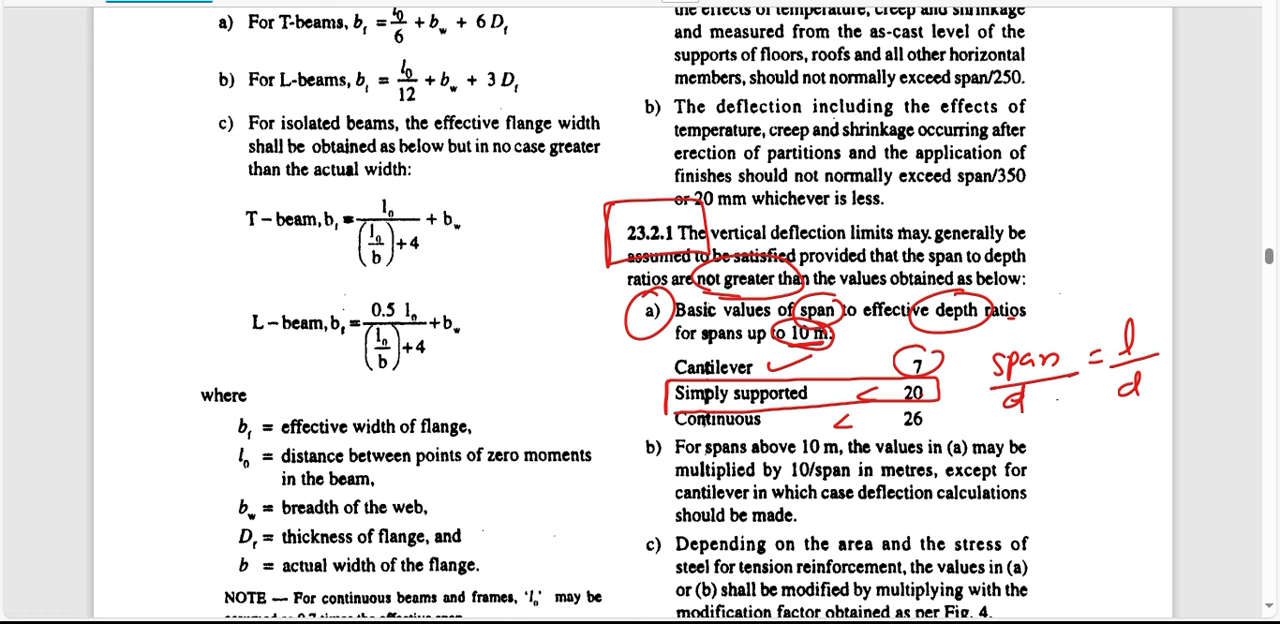 a) For T-beams, b_f = l_0/6 + b_w + 6 D_f
b) For L-beams, b_f = l_0/12 + b_w + 3 D_f
c) For isolated beams, the effective flange width
shall be obtained as below but in no case greater
than the actual width:
T – beam, b_f = l_0/((l_0/b) + 4) + b_w
L – beam, b_f = 0.5 l_0/((l_0/b) + 4) + b_w
where
b_f = effective width of flange,
l_0 = distance between points of zero moments
in the beam,
b_w = breadth of the web,
D_f = thickness of flange, and
b = actual width of the flange.
NOTE — For continuous beams and frames, 'l_0' may be
the effects of temperature, creep and shrinkage
and measured from the as-cast level of the
supports of floors, roofs and all other horizontal
members, should not normally exceed span/250.
b) The deflection including the effects of
temperature, creep and shrinkage occurring after
erection of partitions and the application of
finishes should not normally exceed span/350
or 20 mm whichever is less.
23.2.1 The vertical deflection limits may generally be
assumed to be satisfied provided that the span to depth
ratios are not greater than the values obtained as below:
a) Basic values of span to effective depth ratios
for spans up to 10 m:
Cantilever 7
Simply supported < 20
Continuous < 26
span/d = l/d
b) For spans above 10 m, the values in (a) may be
multiplied by 10/span in metres, except for
cantilever in which case deflection calculations
should be made.
c) Depending on the area and the stress of
steel for tension reinforcement, the values in (a)
or (b) shall be modified by multiplying with the
modification factor obtained as per Fig. 4.